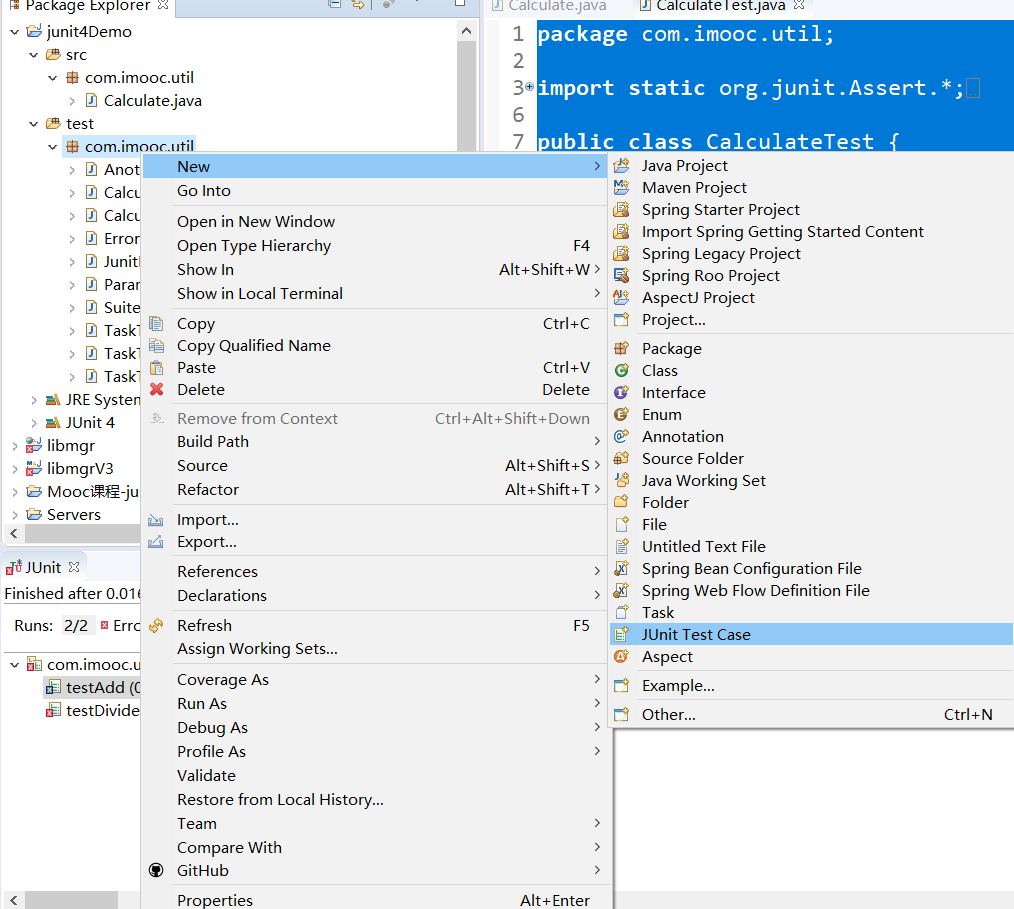 Package Explorer
junit4Demo
src
com.imooc.util
Calculate.java
test
com.imooc.util
Anot
Calcu
Calcu
Error
Junit
Paran
Suite
TaskT
TaskT
TaskT
JRE System
JUnit 4
libmgr
libmgrV3
Mooc课程-ju
Servers
JUnit
Finished after 0.016
Runs: 2/2 Erro
com.imooc.u
testAdd (0
testDivide
Calculate.java CalculateTest.java
1 package com.imooc.util;
2
3 import static org.junit.Assert.*;
6
7 public class CalculateTest {
New
Go Into
Open in New Window
Open Type Hierarchy F4
Show In Alt+Shift+W
Show in Local Terminal
Copy Ctrl+C
Copy Qualified Name
Paste Ctrl+V
Delete Delete
Remove from Context Ctrl+Alt+Shift+Down
Build Path
Source Alt+Shift+S
Refactor Alt+Shift+T
Import...
Export...
References
Declarations
Refresh F5
Assign Working Sets...
Coverage As
Run As
Debug As
Profile As
Validate
Restore from Local History...
Team
Compare With
GitHub
Properties Alt+Enter
Java Project
Maven Project
Spring Starter Project
Import Spring Getting Started Content
Spring Legacy Project
Spring Roo Project
AspectJ Project
Project...
Package
Class
Interface
Enum
Annotation
Source Folder
Java Working Set
Folder
File
Untitled Text File
Spring Bean Configuration File
Spring Web Flow Definition File
Task
JUnit Test Case
Aspect
Example...
Other... Ctrl+N